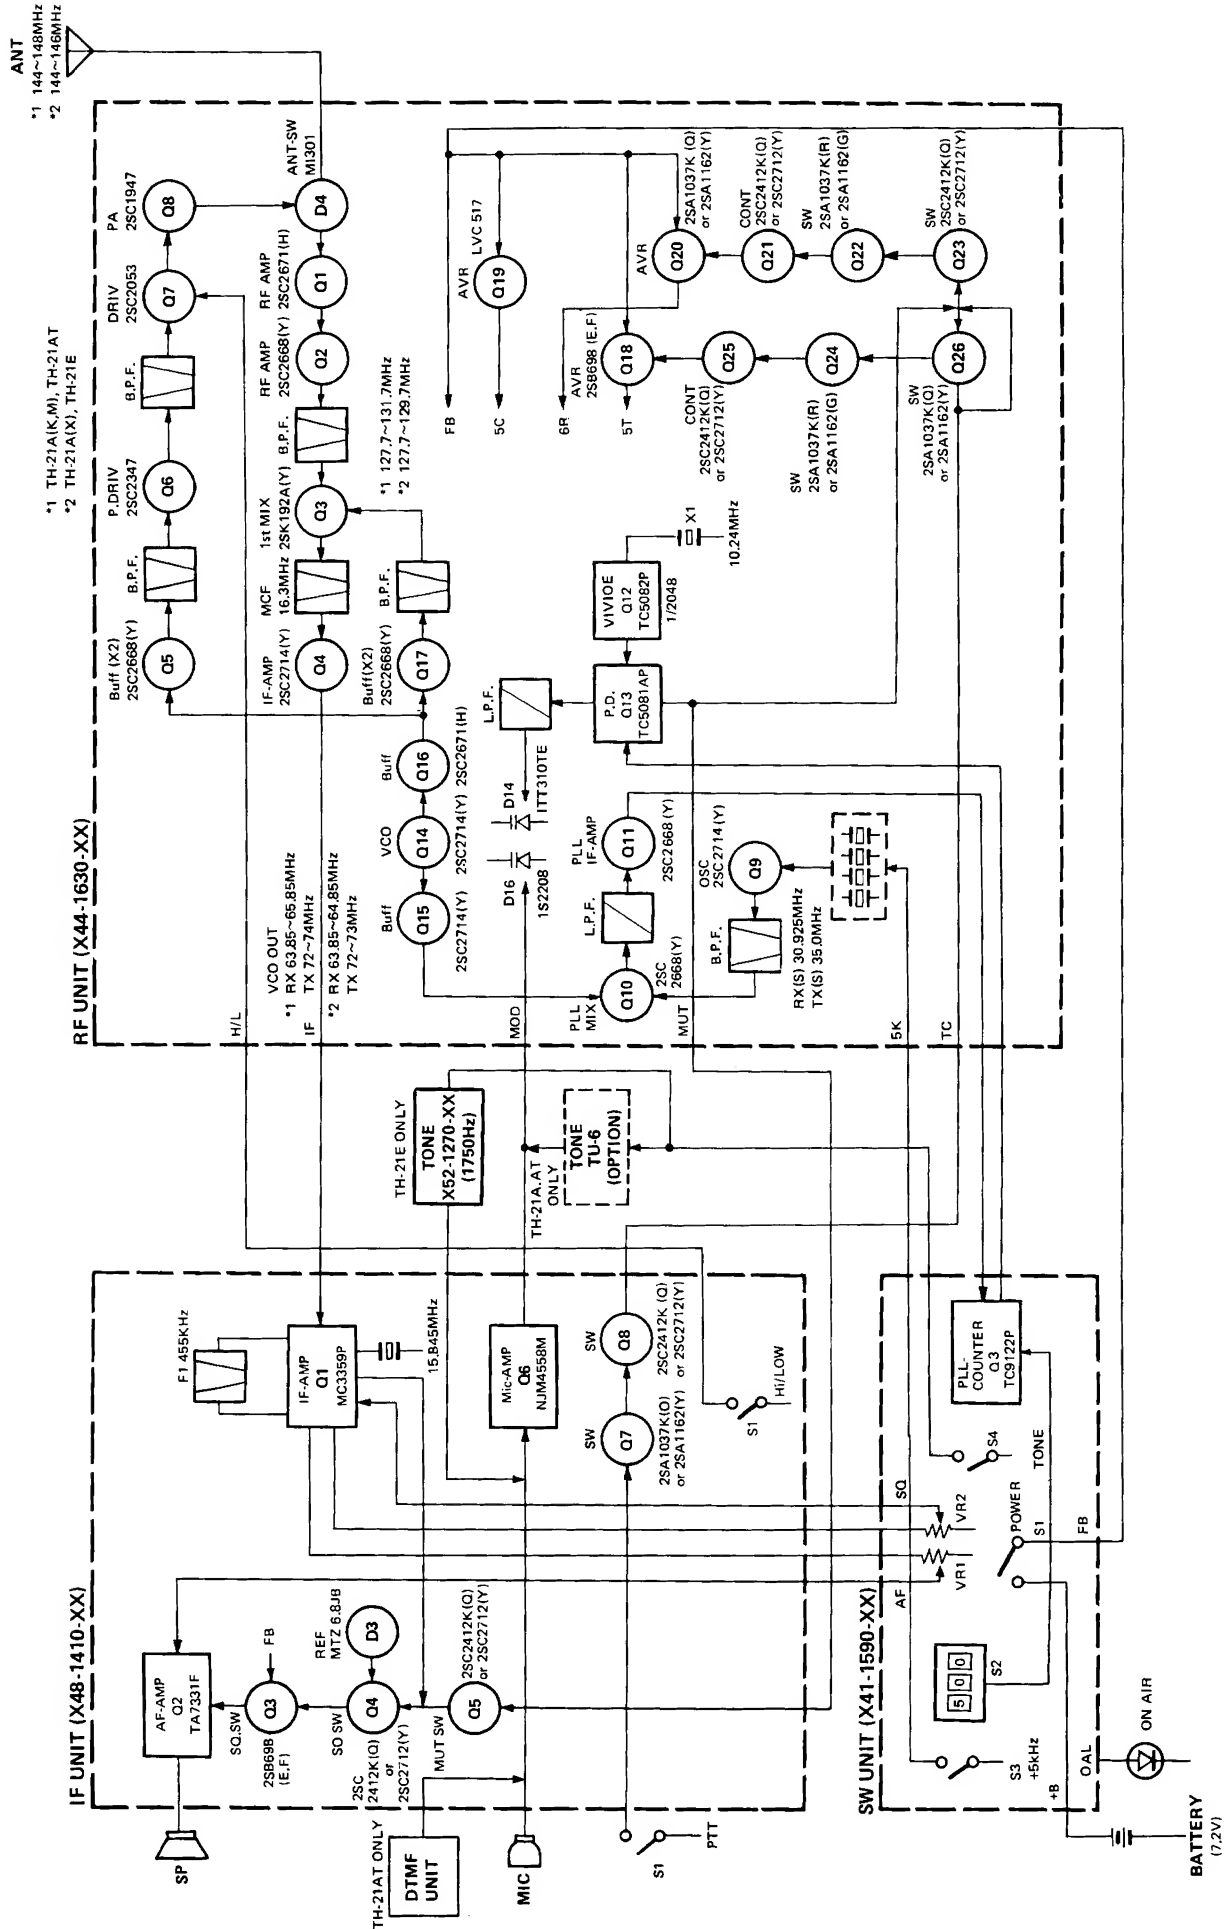 ANT
*1 144~148MHz
*2 144~146MHz
*1 TH-21A(K,M), TH-21AT
*2 TH-21A(X), TH-21E
RF UNIT (X44-1630-XX)
Buff(X2)
2SC2668(Y)
Q5
B.P.F.
P.DRIV
2SC2347
Q6
B.P.F.
DRIV
2SC2053
Q7
PA
2SC1947
Q8
ANT-SW
MI301
D4
RF AMP
2SC2671(H)
Q1
RF AMP
2SC2668(Y)
Q2
B.P.F.
1st MIX
2SK192A(Y)
Q3
MCF
16.3MHz
IF-AMP
2SC2714(Y)
Q4
*1 127.7~131.7MHz
*2 127.7~129.7MHz
B.P.F.
Buff(X2)
2SC2668(Y)
Q17
Buff
Q16
2SC2671(H)
VCO
Q14
2SC2714(Y)
Buff
Q15
2SC2714(Y)
VCO OUT
*1 RX 63.85~65.85MHz
TX 72~74MHz
*2 RX 63.85~64.85MHz
TX 72~73MHz
H/L
IF
MOD
D16
1S2208
D14
ITT310TE
L.P.F.
PLL
MIX
Q10
2SC
2668(Y)
L.P.F.
PLL
IF-AMP
Q11
2SC2668(Y)
P.D.
Q13
TC5081AP
VIVIOE
Q12
TC5082P
1/2048
X1
10.24MHz
OSC
2SC2714(Y)
Q9
B.P.F.
RX(S) 30.925MHz
TX(S) 35.0MHz
MUT
5K
TC
FB
5C
6R
5T
AVR
Q19
LVC 517
AVR
2SB698 (E.F)
Q18
AVR
Q20
2SA1037K (Q)
or 2SA1162(Y)
CONT
2SC2412K(Q)
or 2SC2712(Y)
Q21
SW
2SA1037K(R)
or 2SA1162(G)
Q22
SW
2SC2412K(Q)
or 2SC2712(Y)
Q23
Q25
CONT
2SC2412K(Q)
or 2SC2712(Y)
Q24
SW
2SA1037K(R)
or 2SA1162(G)
Q26
SW
2SA1037K(Q)
or 2SA1162(Y)
TH-21E ONLY
TONE
X52-1270-XX
(1750Hz)
TH-21A.AT
ONLY
TONE
TU-6
(OPTION)
IF UNIT (X48-1410-XX)
F1 455KHz
IF-AMP
Q1
MC3359P
15.845MHz
Mic-AMP
Q6
NJM4558M
SW
Q7
2SA1037K(Q)
or 2SA1162(Y)
SW
Q8
2SC2412K (Q)
or 2SC2712(Y)
S1
Hi/LOW
AF-AMP
Q2
TA7331F
SQ.SW
Q3
FB
2SB69B
(E.F)
REF
MTZ 6.8JB
D3
SO SW
Q4
2SC
2412K(Q)
or
2SC2712(Y)
MUT SW
Q5
2SC2412K(Q)
or 2SC2712(Y)
SP
TH-21AT ONLY
DTMF
UNIT
MIC
S1
PTT
SW UNIT (X41-1590-XX)
PLL-
COUNTER
Q3
TC9122P
SQ
S4
TONE
AF
VR2
VR1
POWER
S1
FB
5 0 0
S2
S3
+5kHz
+B
OAL
ON AIR
BATTERY
(7.2V)